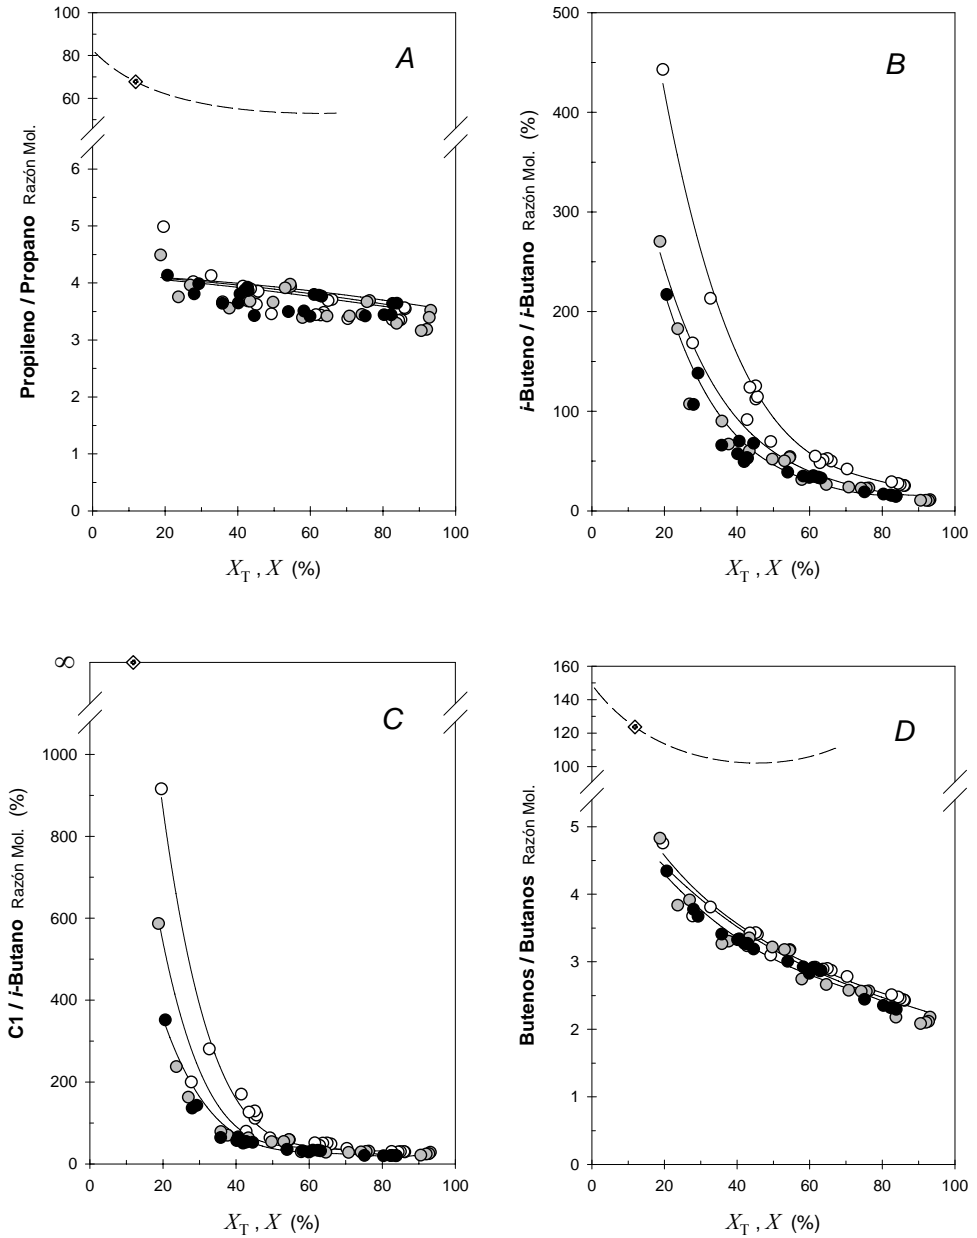 A
Propileno / Propano Razón Mol.
100
80
60
6
5
4
3
2
1
0
0 20 40 60 80 100
X_T , X (%)
B
i-Buteno / i-Butano Razón Mol. (%)
500
400
300
200
100
0
0 20 40 60 80 100
X_T , X (%)
C
C1 / i-Butano Razón Mol. (%)
∞
1000
800
600
400
200
0
0 20 40 60 80 100
X_T , X (%)
D
Butenos / Butanos Razón Mol.
160
140
120
100
5
4
3
2
1
0
0 20 40 60 80 100
X_T , X (%)